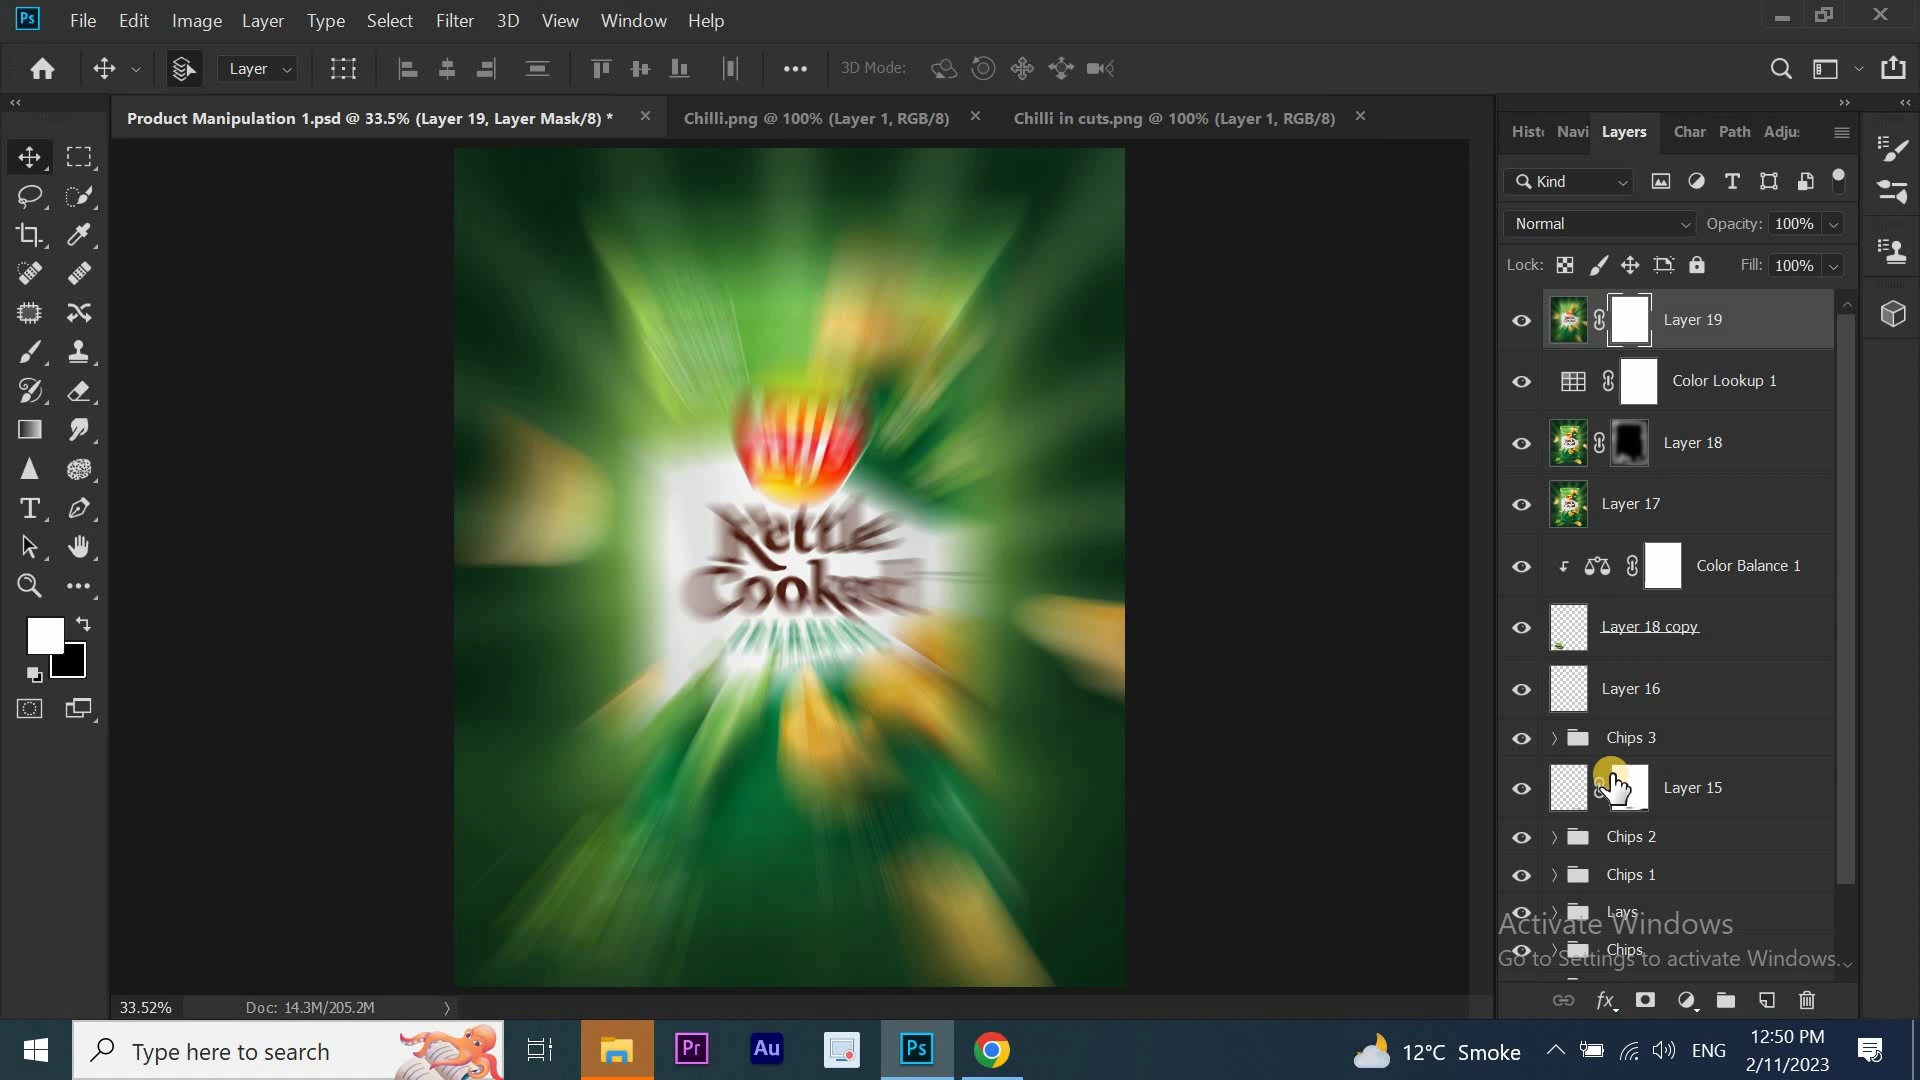 Ps File Edit Image Layer Type Select Filter 3D View Window Help
Layer 3D Mode:
Product Manipulation 1.psd @ 33.5% (Layer 19, Layer Mask/8) * Chilli.png @ 100% (Layer 1, RGB/8) Chilli in cuts.png @ 100% (Layer 1, RGB/8)
Navi Layers Char Path
Kind
Normal Opacity: 100%
Lock: Fill: 100%
Layer 19
Color Lookup 1
Layer 18
Layer 17
Color Balance 1
Layer 18 copy
Layer 16
Chips 3
Layer 15
Chips 2
Chips 1
Lays
Chips
Activate Windows
Go to Settings to activate Windows.
Kettle
Cooked
33.52% Doc: 14.3M/205.2M
Type here to search
Pr Au Ps
12°C Smoke ENG
12:50 PM
2/11/2023